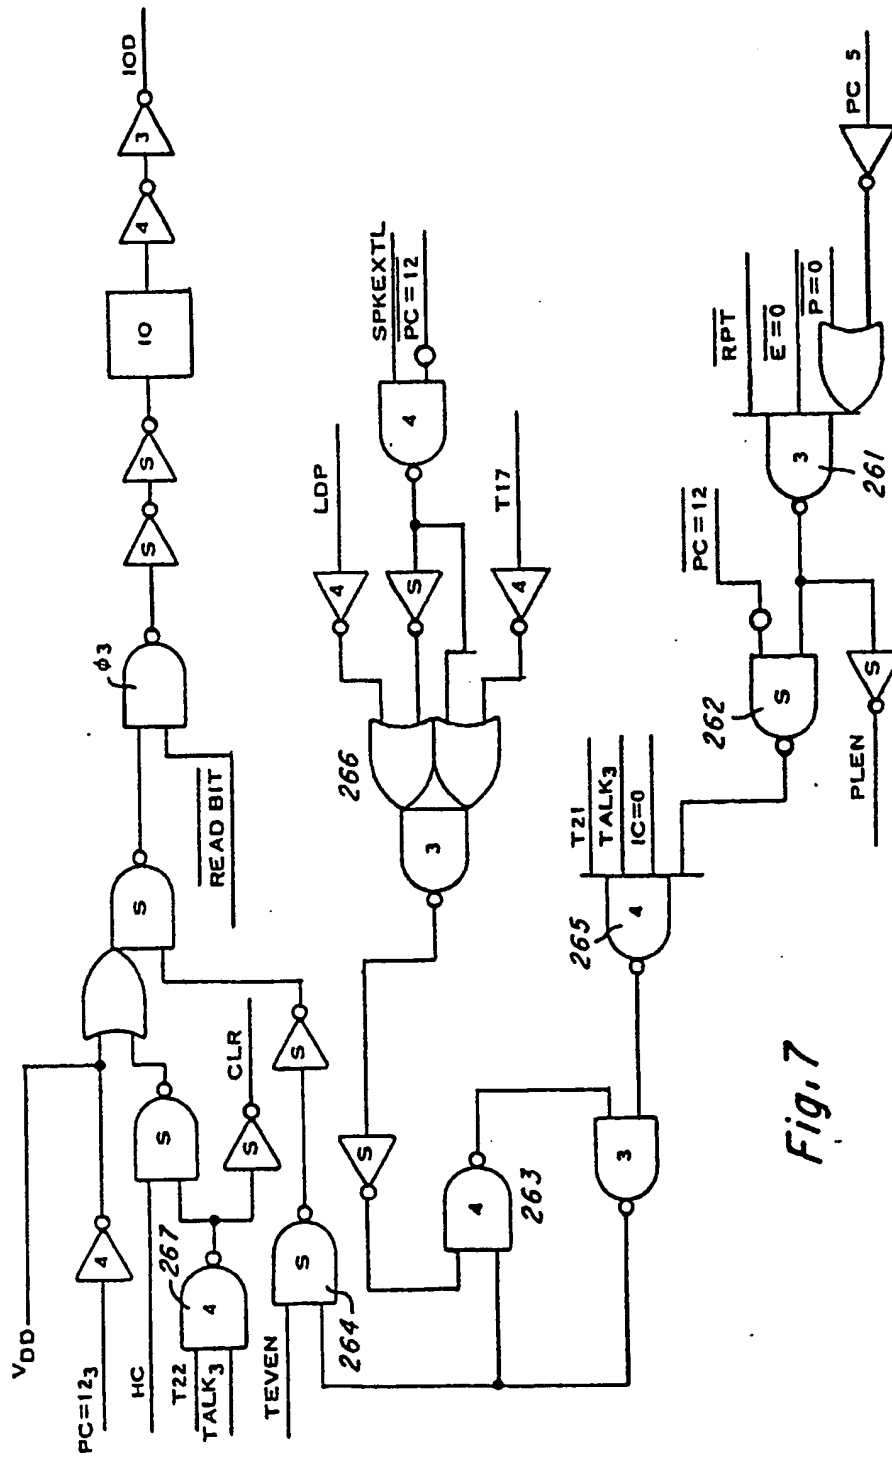 VDD
PC=12₃
HC
T22
TALK₃
TEVEN
4
267
4
S
CLR
S
S
264
S
S
READ BIT
φ3
S
S
10
4
3
IOD
LDP
SPKEXTL
PC=12
4
4
S
T17
4
266
3
S
263
4
3
T21
TALK₃
IC=0
265
4
262
S
PC=12
PLEN
S
RPT
E=0
P=0
3
261
PC 5
Fig. 7